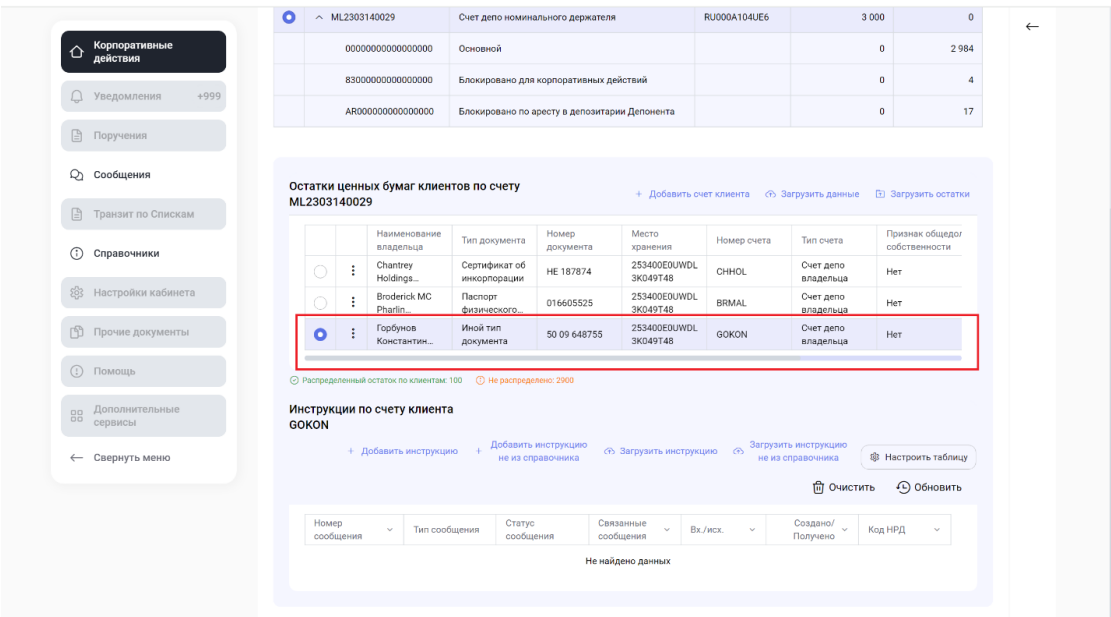 Корпоративные
действия
Уведомления +999
Поручения
Сообщения
Транзит по Спискам
Справочники
Настройки кабинета
Прочие документы
Помощь
Дополнительные
сервисы
Свернуть меню
ML2303140029 Счет депо номинального держателя RU000A104UE6 3 000 0
00000000000000000 Основной 0 2 984
83000000000000000 Блокировано для корпоративных действий 0 4
AR000000000000000 Блокировано по аресту в депозитарии Депонента 0 17
Остатки ценных бумаг клиентов по счету
ML2303140029
+ Добавить счет клиента Загрузить данные Загрузить остатки
Наименование
владельца
Тип документа
Номер
документа
Место
хранения
Номер счета
Тип счета
Признак общедол
собственности
Chantrey
Holdings...
Сертификат об
инкорпорации
HE 187874
253400E0UWDL
3K049T48
CHHOL
Счет депо
владельца
Нет
Broderick MC
Pharlin...
Паспорт
физического...
016605525
253400E0UWDL
3K049T48
BRMAL
Счет депо
владельца
Нет
Горбунов
Константин...
Иной тип
документа
50 09 648755
253400E0UWDL
3K049T48
GOKON
Счет депо
владельца
Нет
Распределенный остаток по клиентам: 100 Не распределено: 2900
Инструкции по счету клиента
GOKON
+ Добавить инструкцию
+ Добавить инструкцию
не из справочника
Загрузить инструкцию
Загрузить инструкцию
не из справочника
Настроить таблицу
Очистить Обновить
Номер
сообщения
Тип сообщения
Статус
сообщения
Связанные
сообщения
Вх./исх.
Создано/
Получено
Код НРД
Не найдено данных